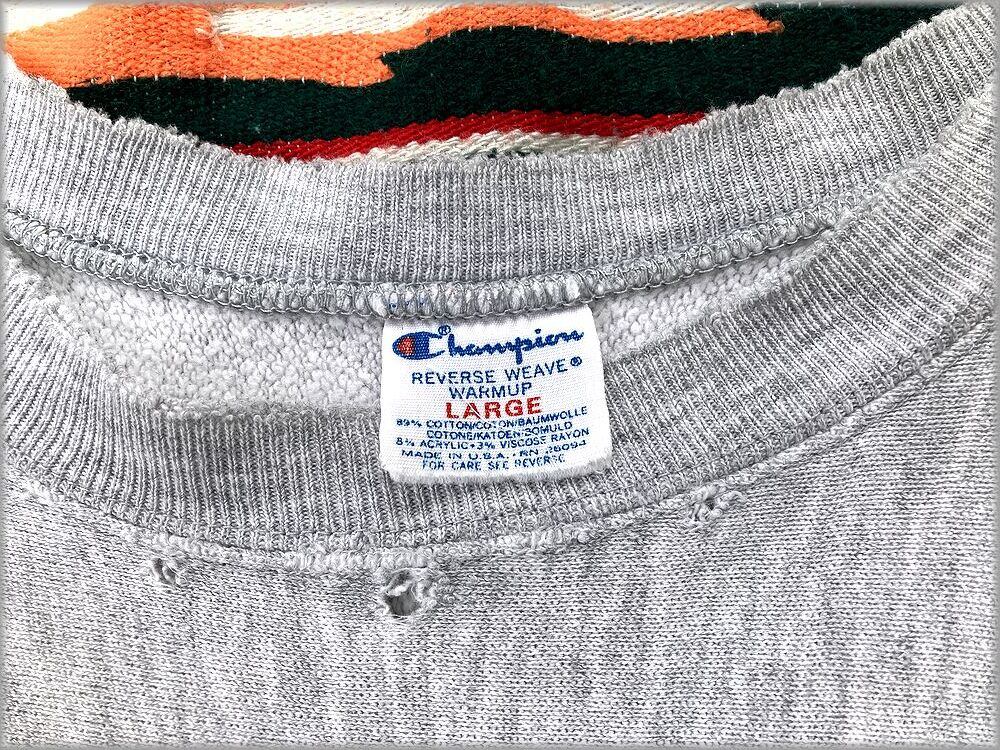 Champion®
REVERSE WEAVE®
WARMUP
LARGE
89% COTTON/COTON/BAUMWOLLE
COTONE/KATOEN/BOMULD
8% ACRYLIC•3% VISCOSE RAYON
MADE IN U.S.A. • RN 26094
FOR CARE SEE REVERSE